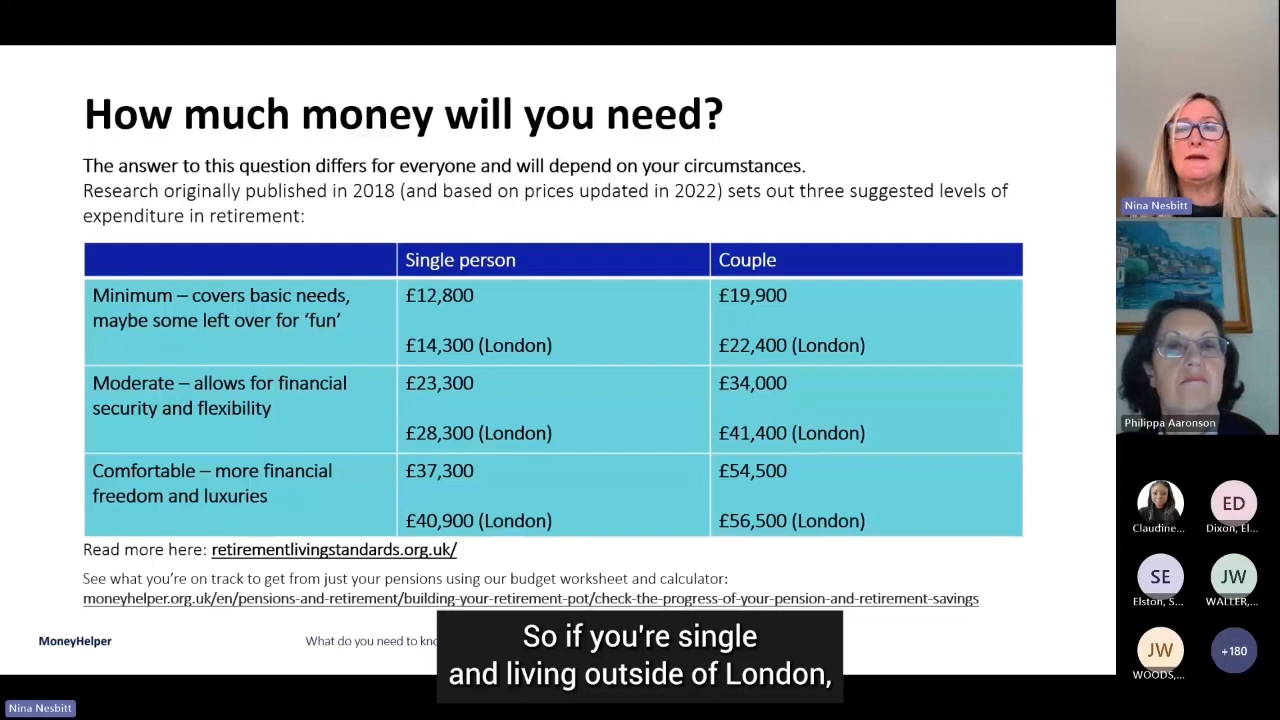 How much money will you need?
The answer to this question differs for everyone and will depend on your circumstances.
Research originally published in 2018 (and based on prices updated in 2022) sets out three suggested levels of
expenditure in retirement:
Single person
Couple
Minimum – covers basic needs,
maybe some left over for ‘fun’
£12,800
£14,300 (London)
£19,900
£22,400 (London)
Moderate – allows for financial
security and flexibility
£23,300
£28,300 (London)
£34,000
£41,400 (London)
Comfortable – more financial
freedom and luxuries
£37,300
£40,900 (London)
£54,500
£56,500 (London)
Read more here: retirementlivingstandards.org.uk/
See what you’re on track to get from just your pensions using our budget worksheet and calculator:
moneyhelper.org.uk/en/pensions-and-retirement/building-your-retirement-pot/check-the-progress-of-your-pension-and-retirement-savings
MoneyHelper
What do you need to kno
So if you're single
and living outside of London,
Nina Nesbitt
Nina Nesbitt
Philippa Aaronson
Claudine...
ED
Dixon, El...
SE
Elston, S...
JW
WALLER,...
JW
WOODS,...
+180